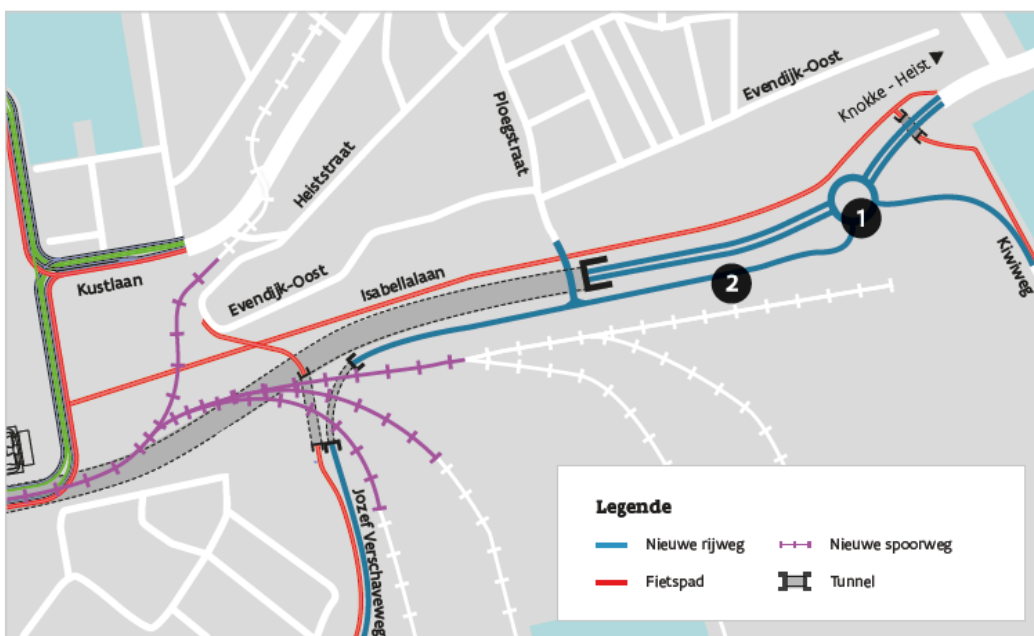 Evendijk-Oost
Knokke - Heist
Ploegstraat
Heiststraat
1
Kiwiweg
Kustlaan
Evendijk-Oost
Isabellalaan
2
Jozef Verschaveweg
Legende
Nieuwe rijweg
Nieuwe spoorweg
Fietspad
Tunnel